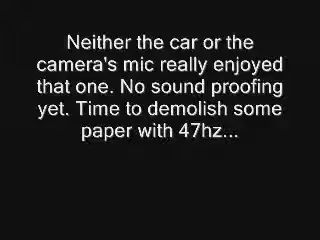 Neither the car or the
camera's mic really enjoyed
that one. No sound proofing
yet. Time to demolish some
paper with 47hz...